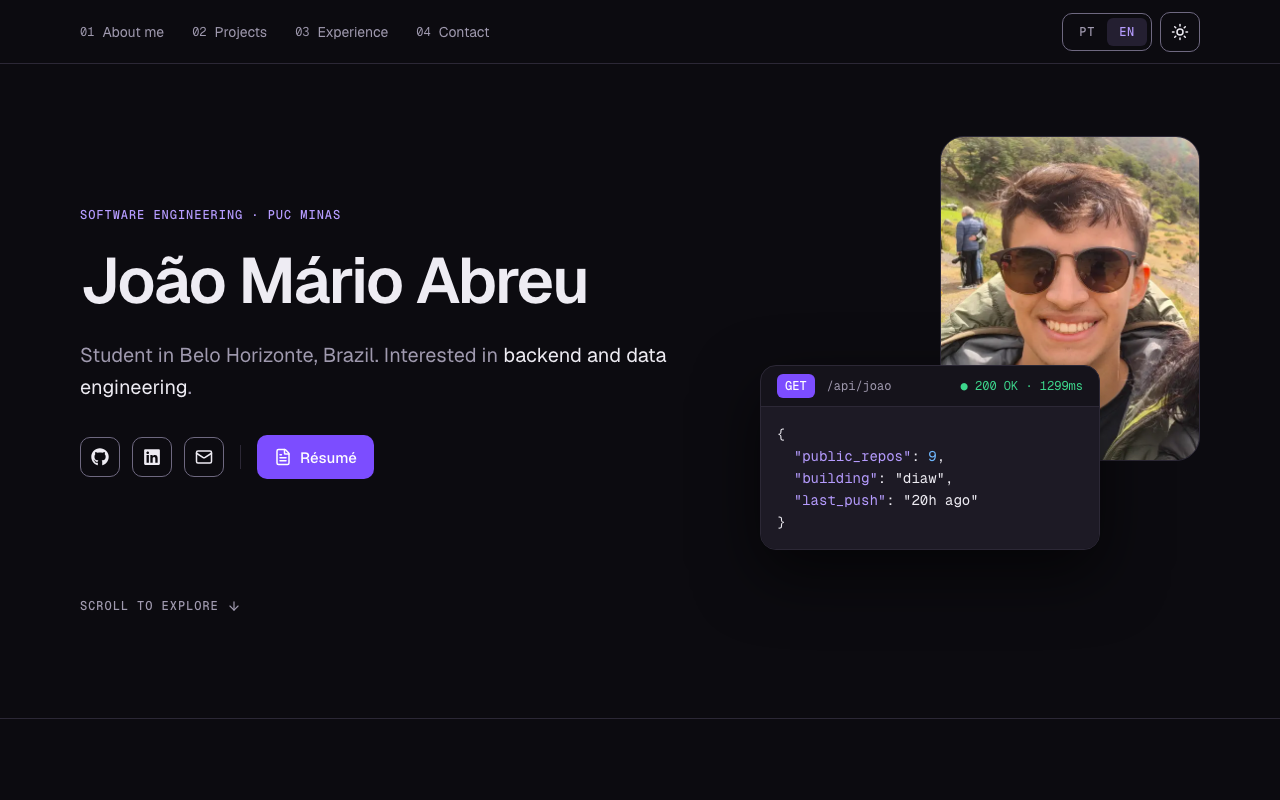 01 About me 02 Projects 03 Experience 04 Contact PT EN
SOFTWARE ENGINEERING · PUC MINAS
João Mário Abreu
Student in Belo Horizonte, Brazil. Interested in backend and data
engineering.
Résumé
GET /api/joao ● 200 OK · 1299ms
{
"public_repos": 9,
"building": "diaw",
"last_push": "20h ago"
}
SCROLL TO EXPLORE ↓